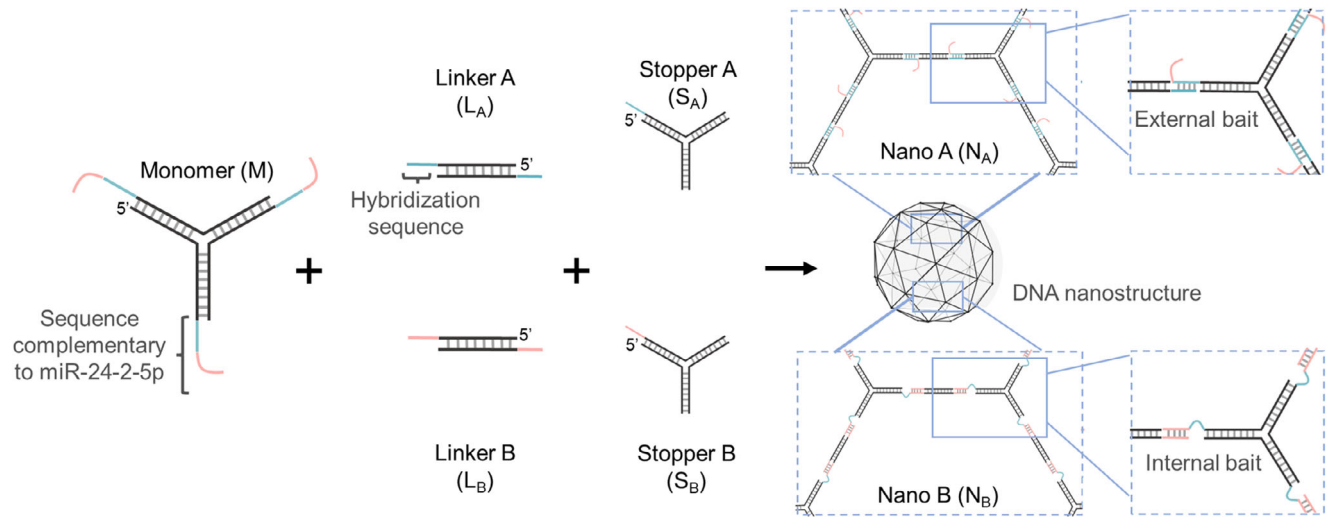 Monomer (M)
5'
Sequence
complementary
to miR-24-2-5p
+
Linker A
(LA)
5'
Hybridization
sequence
5'
Linker B
(LB)
+
Stopper A
(SA)
5'
5'
Stopper B
(SB)
Nano A (NA)
External bait
DNA nanostructure
Nano B (NB)
Internal bait